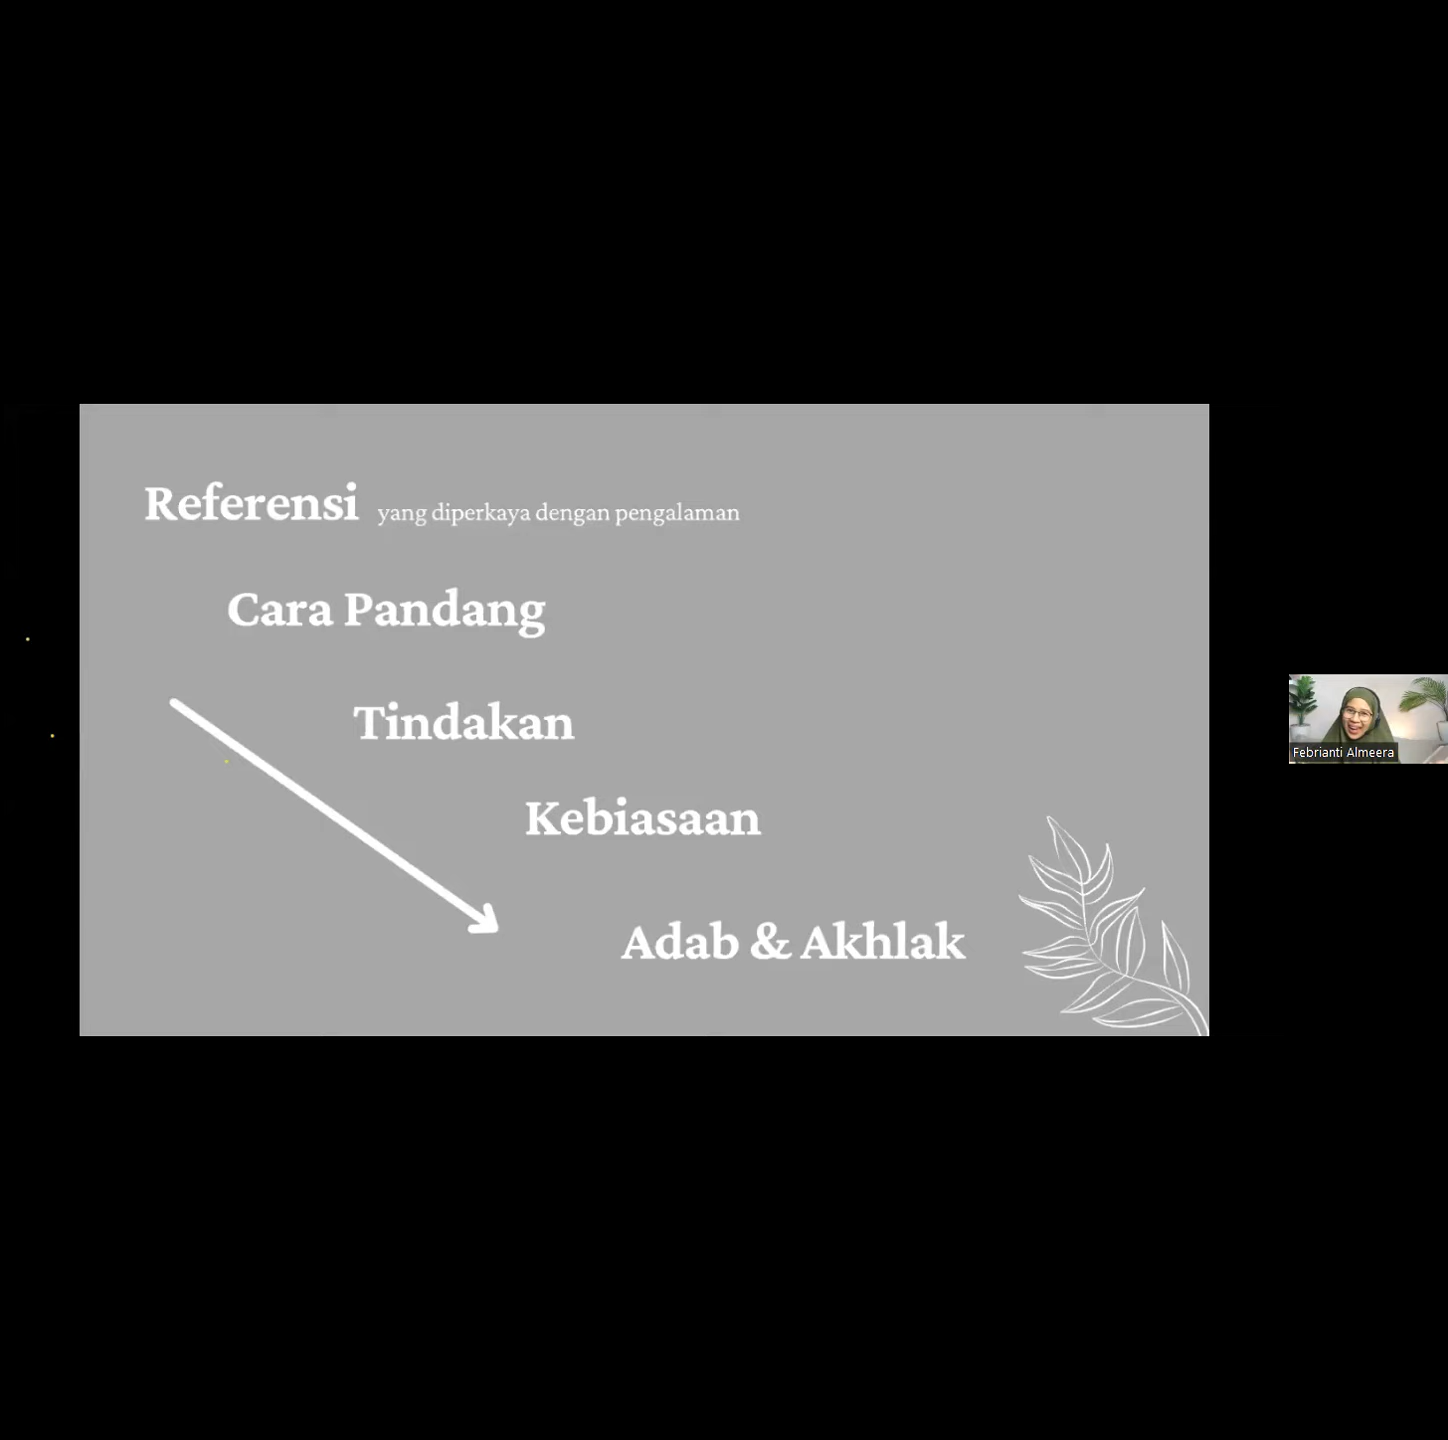 Referensi yang diperkaya dengan pengalaman
Cara Pandang
Tindakan
Kebiasaan
Adab & Akhlak
Febrianti Almeera